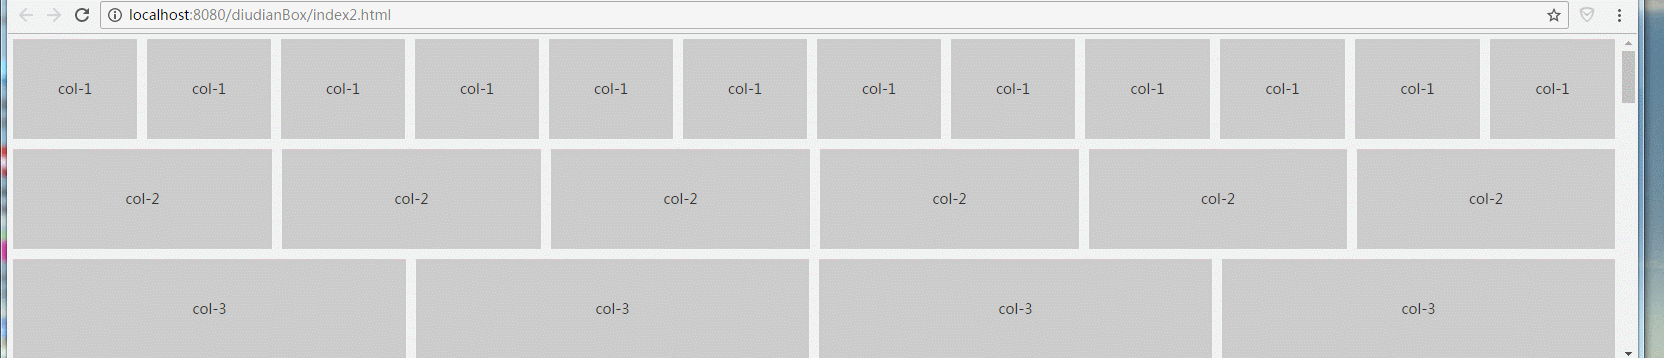 localhost:8080/diudianBox/index2.html
col-1 col-1 col-1 col-1 col-1 col-1 col-1 col-1 col-1 col-1 col-1 col-1
col-2 col-2 col-2 col-2 col-2 col-2
col-3 col-3 col-3 col-3